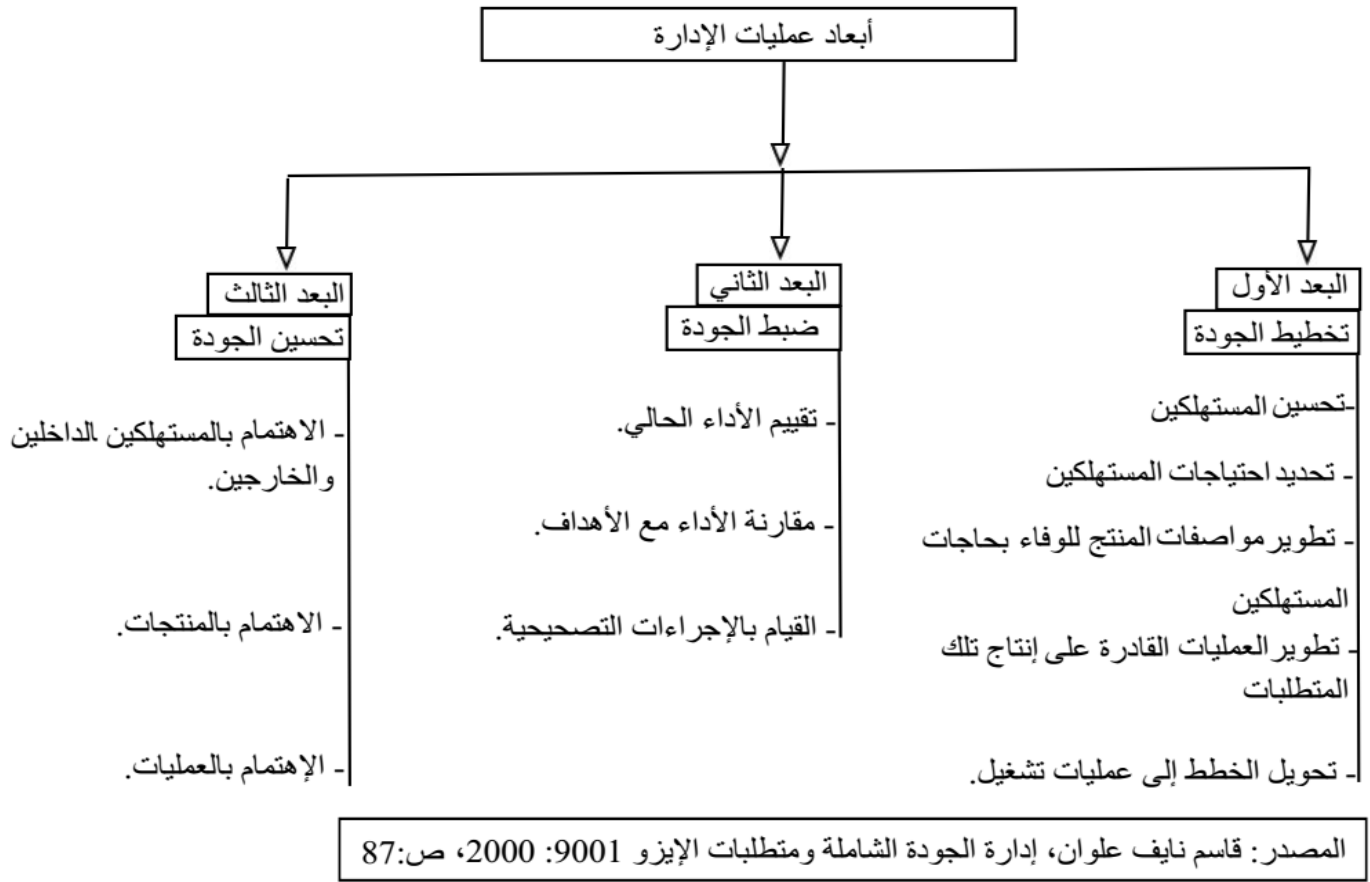 أبعاد عمليات الإدارة
البعد الأول
تخطيط الجودة
-تحسين المستهلكين
- تحديد احتياجات المستهلكين
- تطوير مواصفات المنتج للوفاء بحاجات
المستهلكين
- تطوير العمليات القادرة على إنتاج تلك
المتطلبات
- تحويل الخطط إلى عمليات تشغيل.
البعد الثاني
ضبط الجودة
- تقييم الأداء الحالي.
- مقارنة الأداء مع الأهداف.
- القيام بالإجراءات التصحيحية.
البعد الثالث
تحسين الجودة
- الاهتمام بالمستهلكين الداخلين
والخارجين.
- الاهتمام بالمنتجات.
- الإهتمام بالعمليات.
المصدر: قاسم نايف علوان، إدارة الجودة الشاملة ومتطلبات الإيزو 9001: 2000، ص:87